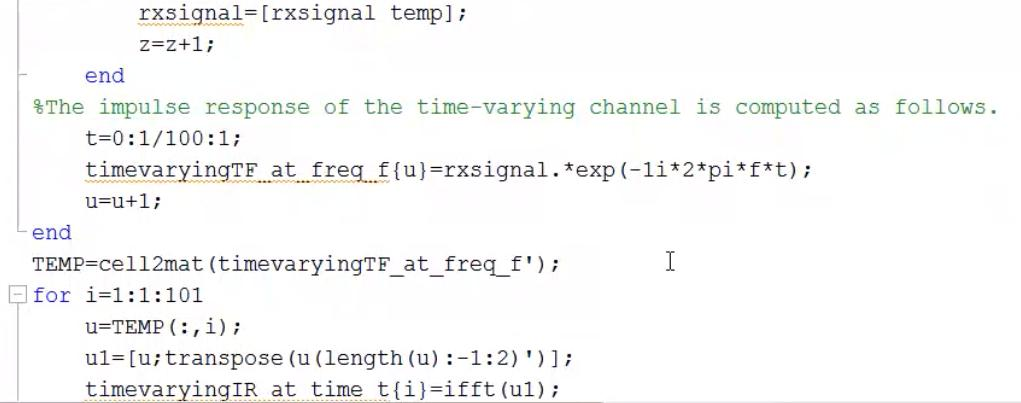 rxsignal=[rxsignal temp];
z=z+1;
end
%The impulse response of the time-varying channel is computed as follows.
t=0:1/100:1;
timevaryingTF_at_freq_f{u}=rxsignal.*exp(-1i*2*pi*f*t);
u=u+1;
end
TEMP=cell2mat(timevaryingTF_at_freq_f');
for i=1:1:101
u=TEMP(:,i);
u1=[u;transpose(u(length(u):-1:2)')];
timevaryingIR_at_time_t{i}=ifft(u1);